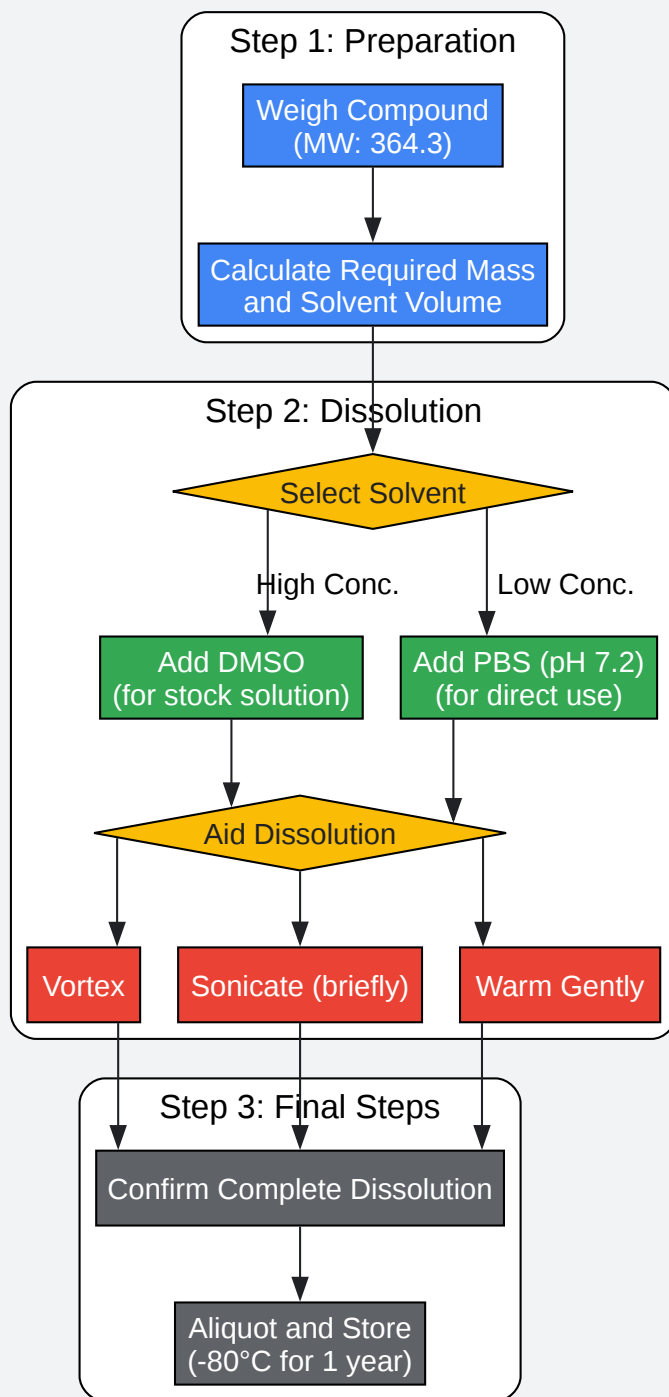 Step 1: Preparation
Weigh Compound
(MW: 364.3)
Calculate Required Mass
and Solvent Volume
Step 2: Dissolution
Select Solvent
High Conc.
Low Conc.
Add DMSO
(for stock solution)
Add PBS (pH 7.2)
(for direct use)
Aid Dissolution
Vortex
Sonicate (briefly)
Warm Gently
Step 3: Final Steps
Confirm Complete Dissolution
Aliquot and Store
(-80°C for 1 year)